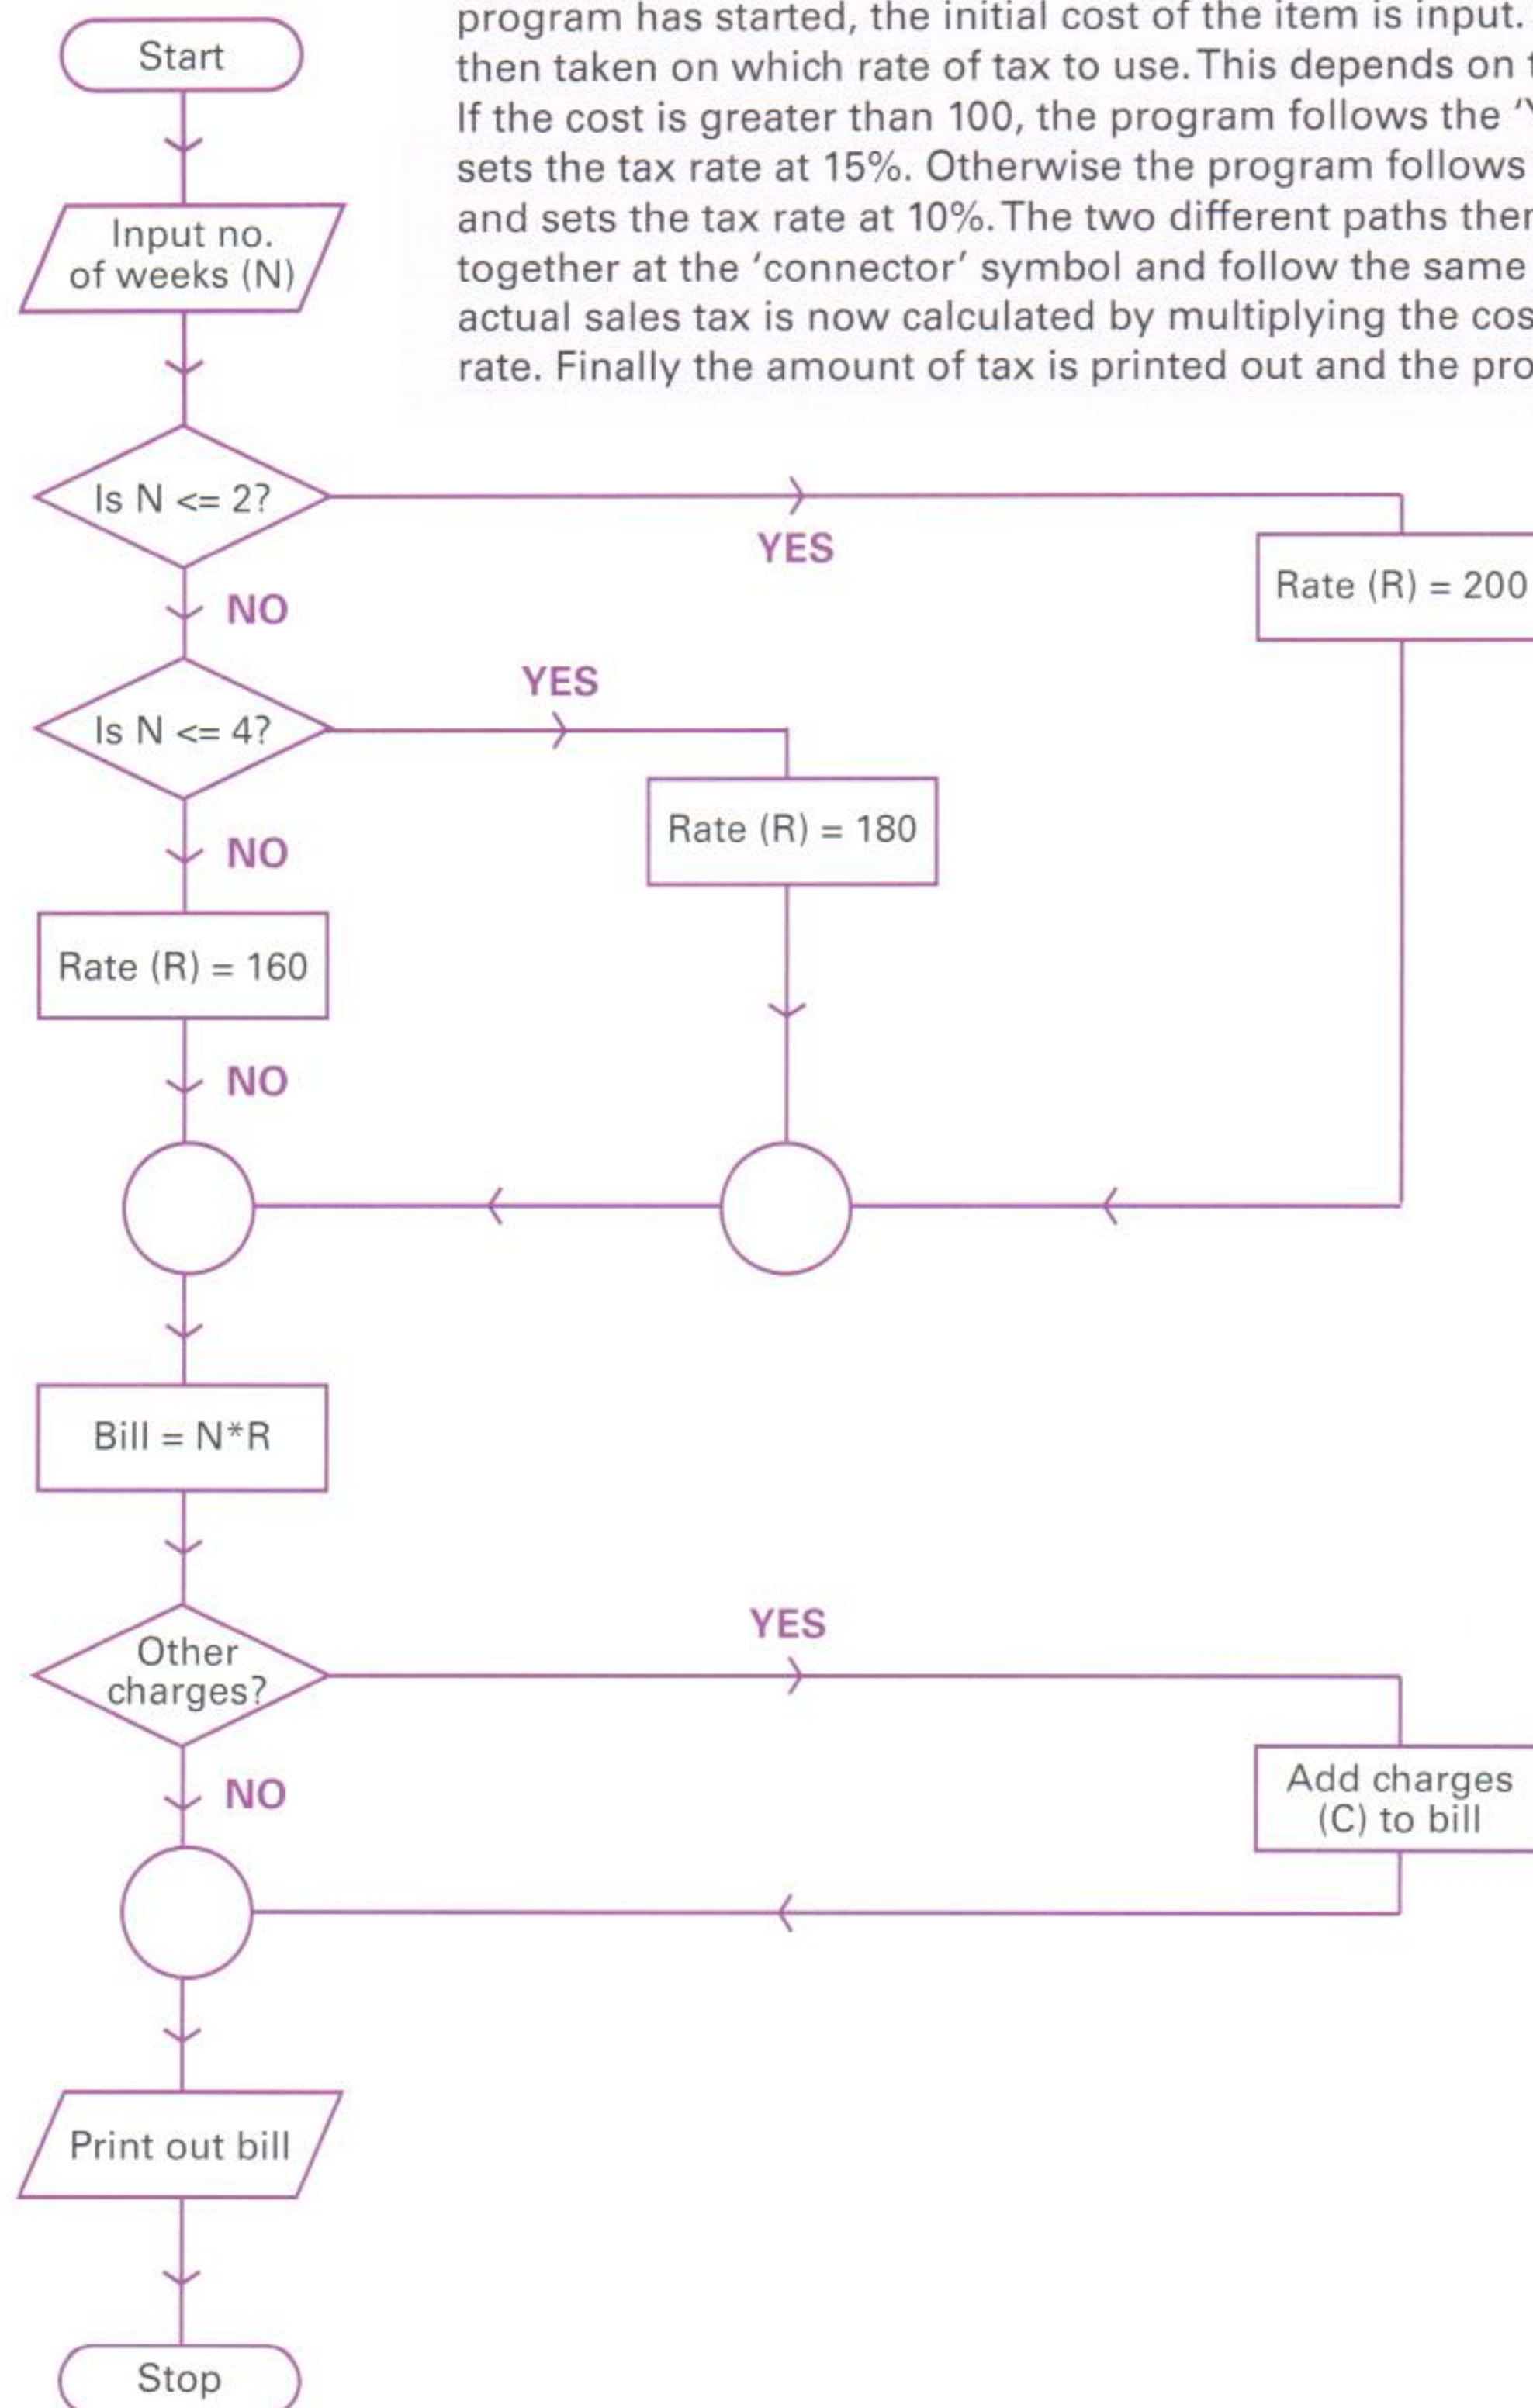 program has started, the initial cost of the item is input.
then taken on which rate of tax to use. This depends on
If the cost is greater than 100, the program follows the
sets the tax rate at 15%. Otherwise the program follows
and sets the tax rate at 10%. The two different paths
together at the 'connector' symbol and follow the same
actual sales tax is now calculated by multiplying the
rate. Finally the amount of tax is printed out and the
Start
Input no.
of weeks (N)
Is N <= 2?
YES
Rate (R) = 200
NO
Is N <= 4?
YES
Rate (R) = 180
NO
Rate (R) = 160
NO
Bill = N*R
Other
charges?
YES
Add charges
(C) to bill
NO
Print out bill
Stop